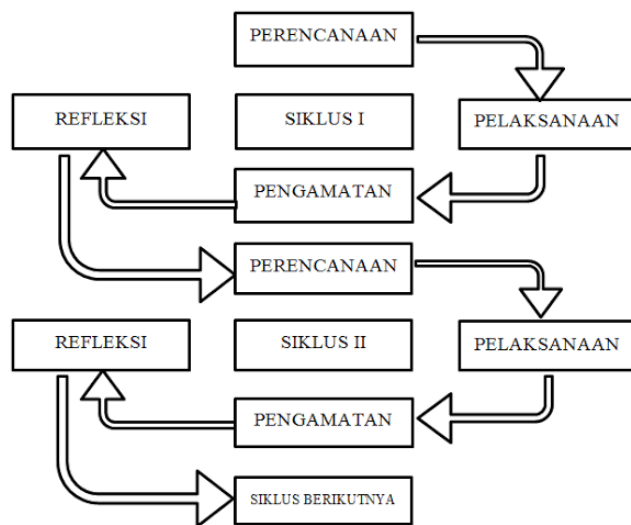 PERENCANAAN
REFLEKSI
SIKLUS I
PELAKSANAAN
PENGAMATAN
PERENCANAAN
REFLEKSI
SIKLUS II
PELAKSANAAN
PENGAMATAN
SIKLUS BERIKUTNYA